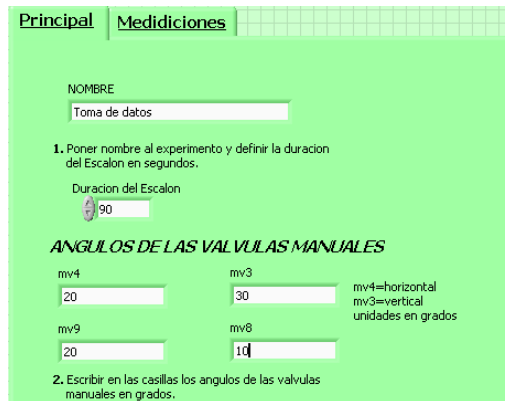 Principal Medidiciones
NOMBRE
Toma de datos
1. Poner nombre al experimento y definir la duracion
del Escalon en segundos.
Duracion del Escalon
90
ANGULOS DE LAS VALVULAS MANUALES
mv4 mv3
20 30
mv4=horizontal
mv3=vertical
unidades en grados
mv9 mv8
20 10
2. Escribir en las casillas los angulos de las valvulas
manuales en grados.